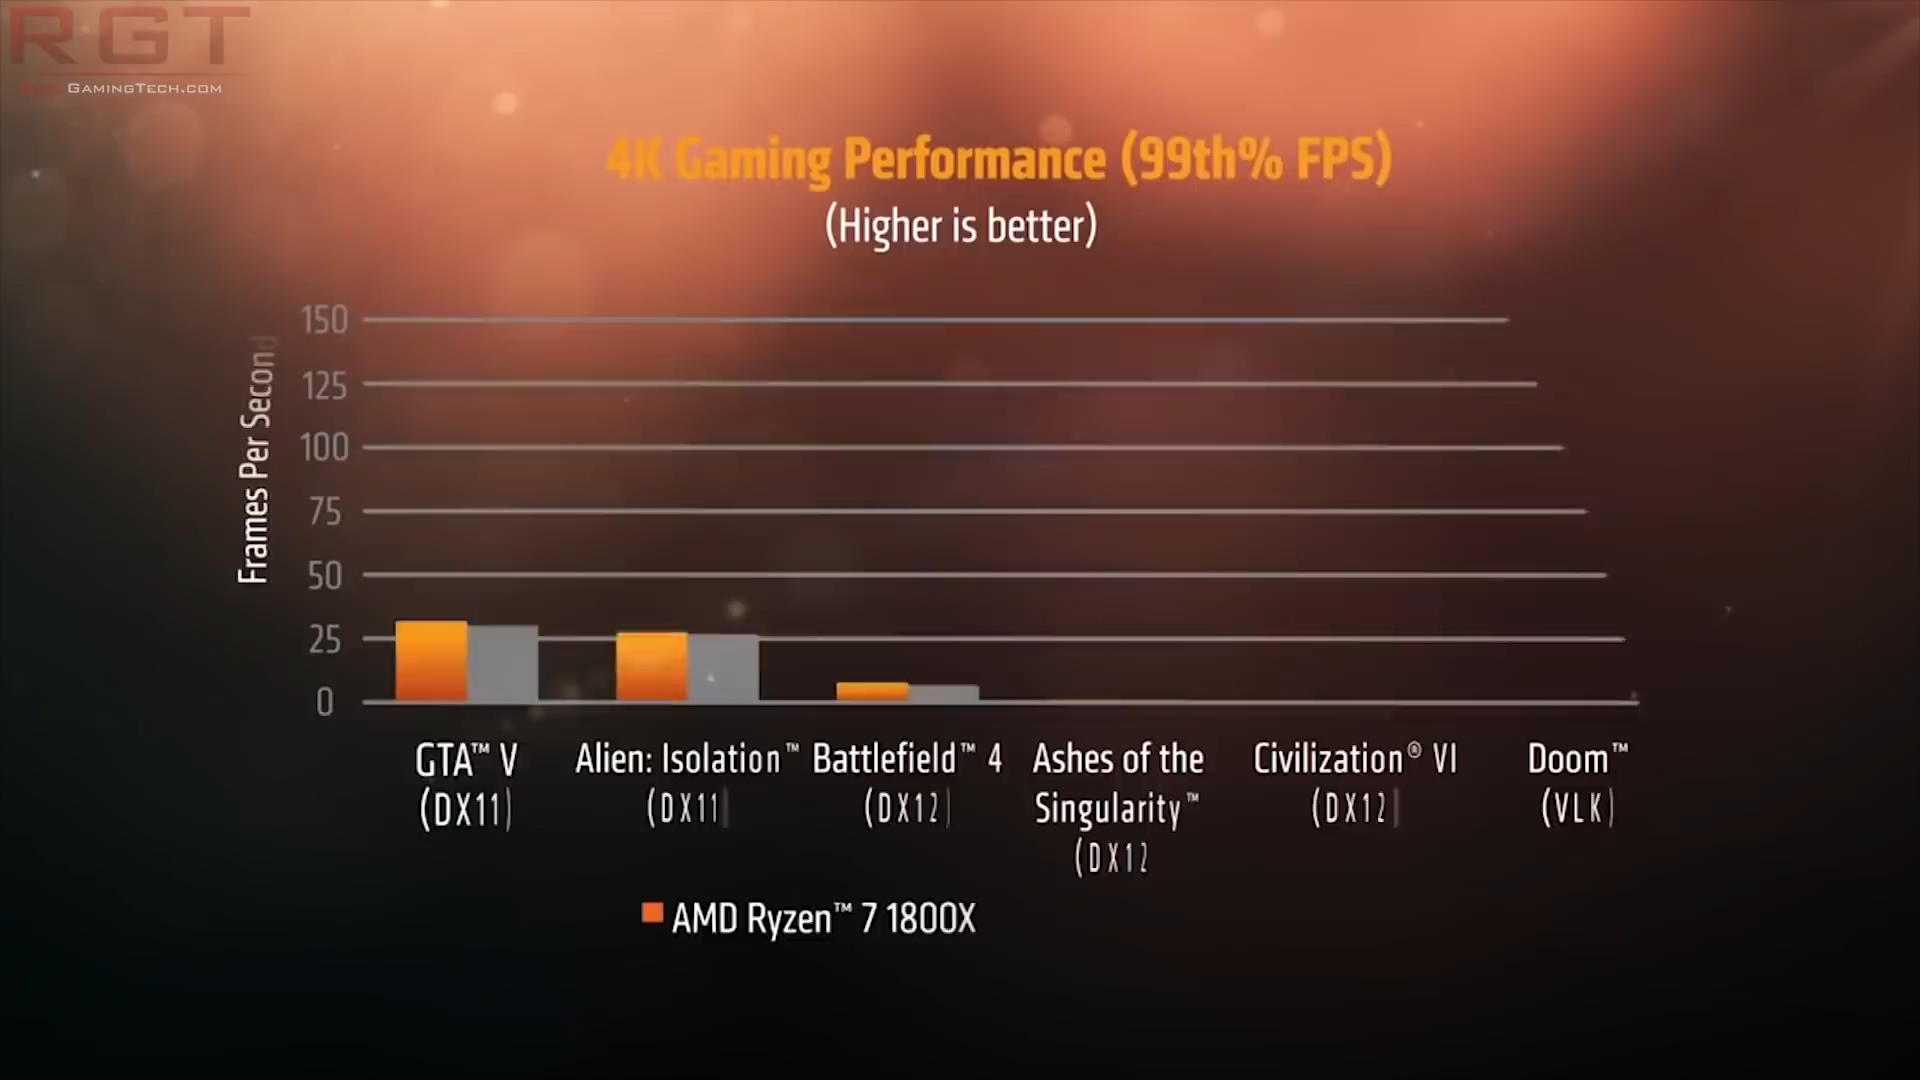 RGT
RED GAMINGTECH.COM
4K Gaming Performance (99th% FPS)
(Higher is better)
Frames Per Second
150
125
100
75
50
25
0
GTA™ V
(DX11)
Alien: Isolation™
(DX11)
Battlefield™ 4
(DX12)
Ashes of the
Singularity™
(DX12
Civilization® VI
(DX12)
Doom™
(VLK)
AMD Ryzen™ 7 1800X